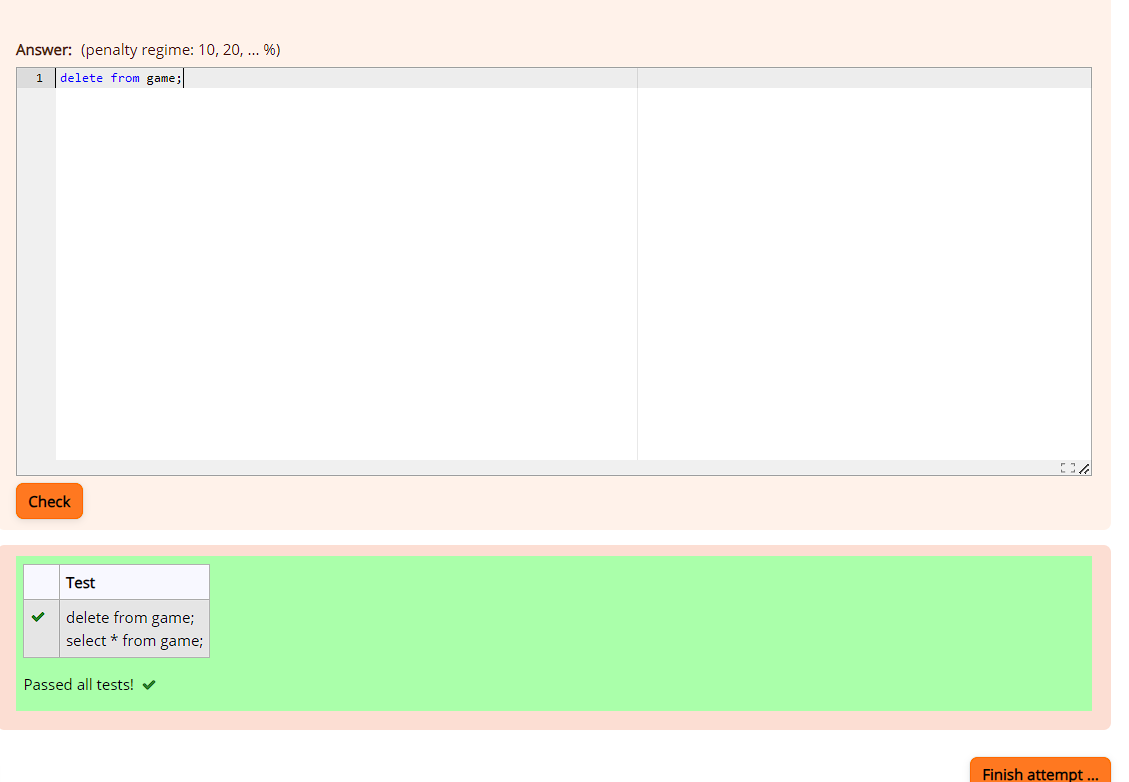 Answer: (penalty regime: 10, 20, ... %)
1 delete from game;
Check
Test
delete from game;
select * from game;
Passed all tests!
Finish attempt ...